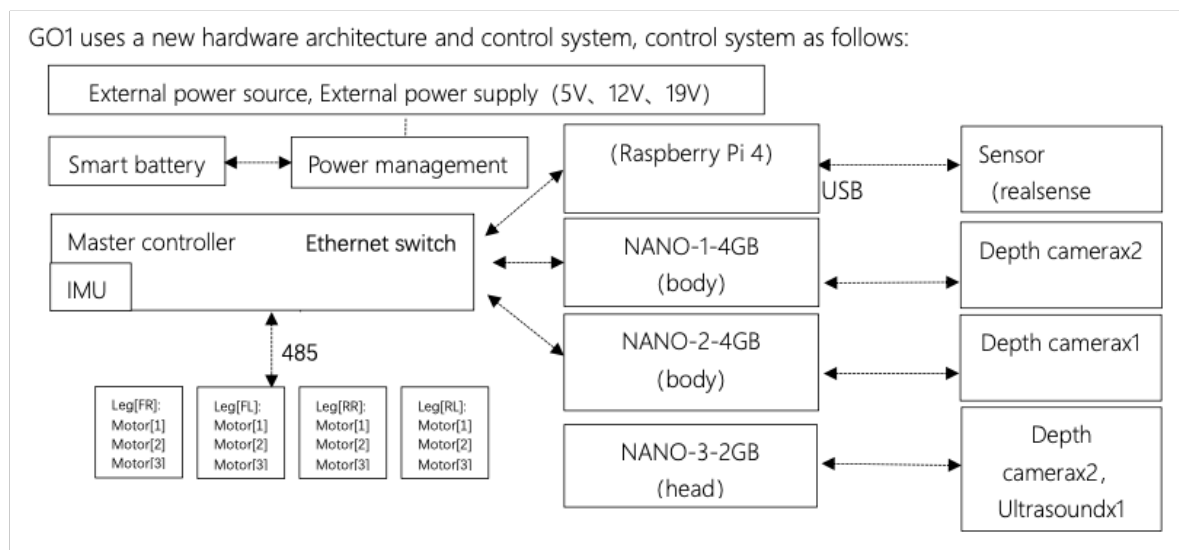 GO1 uses a new hardware architecture and control system, control system as follows:
External power source, External power supply（5V、12V、19V）
Smart battery
Power management
(Raspberry Pi 4)
USB
Sensor
(realsense
Master controller
Ethernet switch
IMU
NANO-1-4GB
(body)
Depth camerax2
NANO-2-4GB
(body)
Depth camerax1
485
Leg[FR]:
Motor[1]
Motor[2]
Motor[3]
Leg[FL]:
Motor[1]
Motor[2]
Motor[3]
Leg[RR]:
Motor[1]
Motor[2]
Motor[3]
Leg[RL]:
Motor[1]
Motor[2]
Motor[3]
NANO-3-2GB
(head)
Depth
camerax2，
Ultrasoundx1